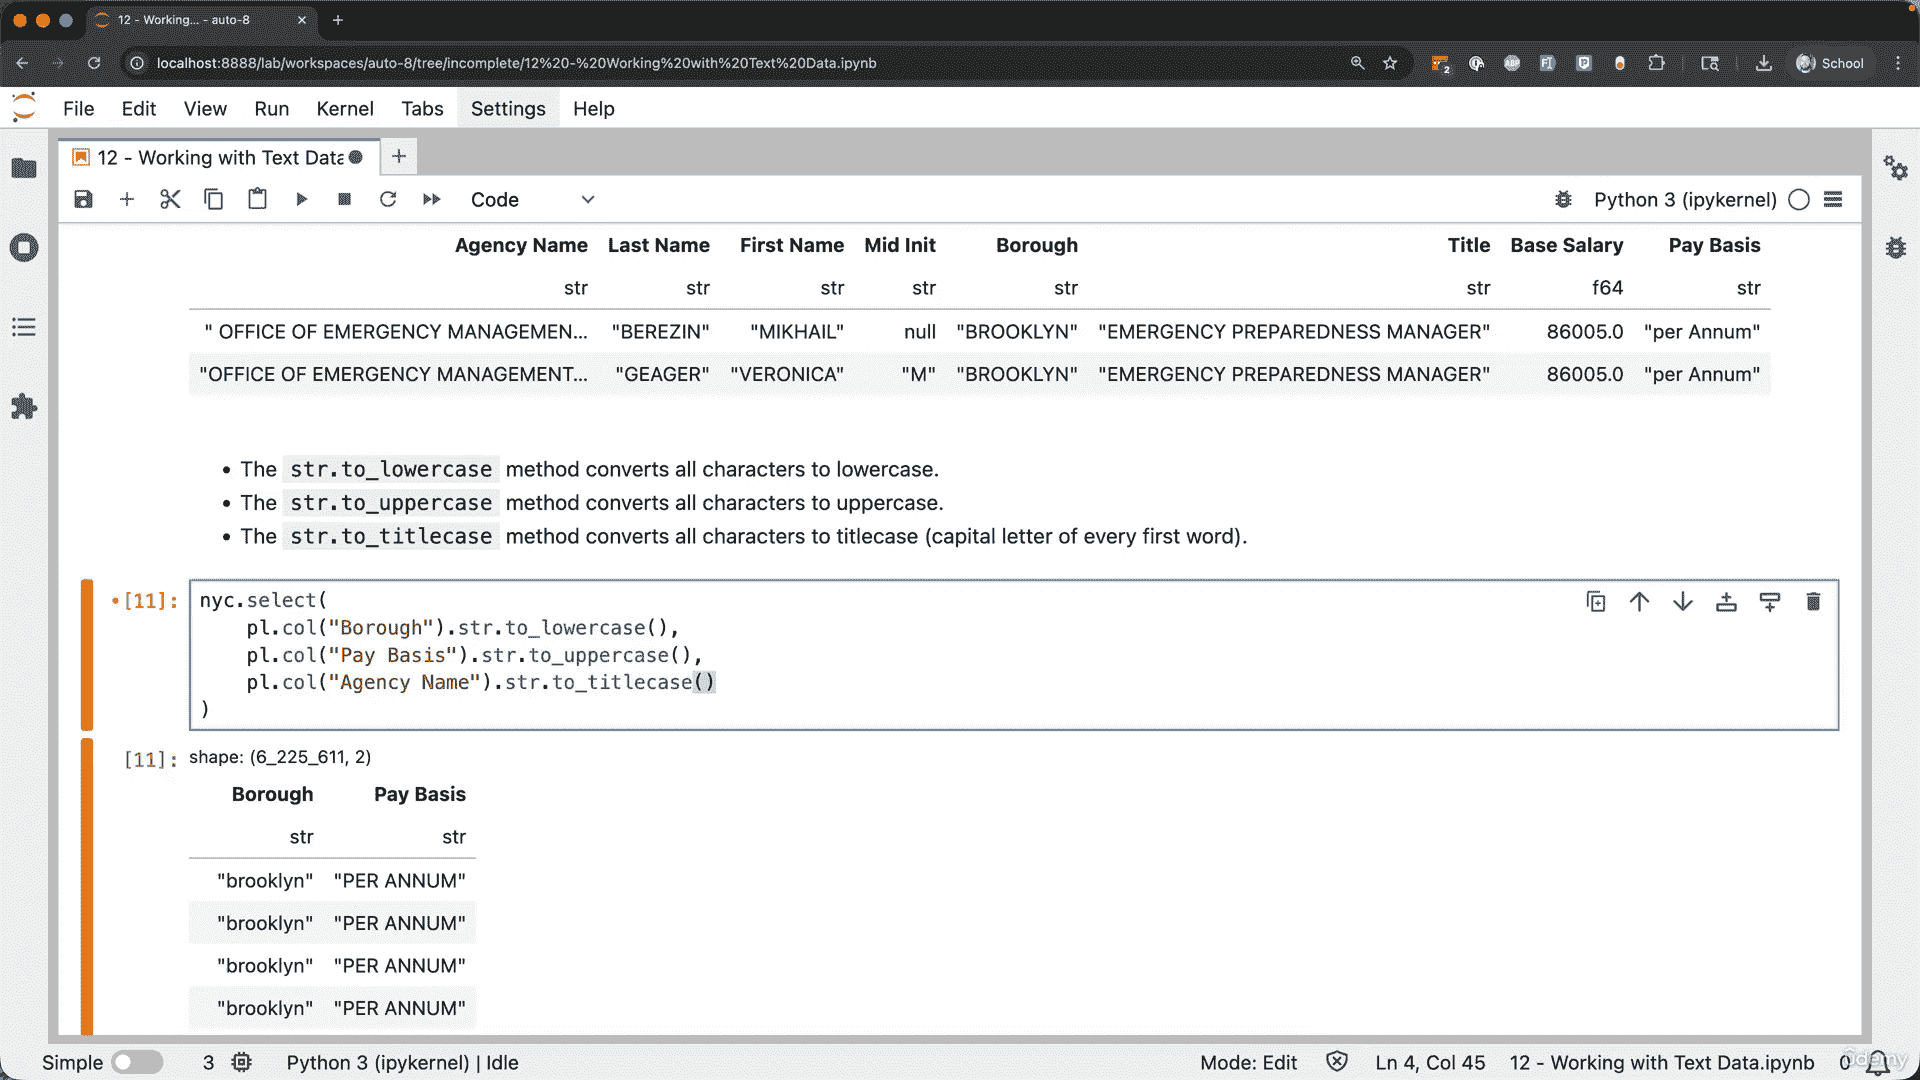 12 - Working... - auto-8
localhost:8888/lab/workspaces/auto-8/tree/incomplete/12%20-%20Working%20with%20Text%20Data.ipynb
2
ABP
School
File Edit View Run Kernel Tabs Settings Help
12 - Working with Text Data
Code
Python 3 (ipykernel)
Agency Name Last Name First Name Mid Init Borough Title Base Salary Pay Basis
str str str str str str f64 str
" OFFICE OF EMERGENCY MANAGEMEN... "BEREZIN" "MIKHAIL" null "BROOKLYN" "EMERGENCY PREPAREDNESS MANAGER" 86005.0 "per Annum"
"OFFICE OF EMERGENCY MANAGEMENT... "GEAGER" "VERONICA" "M" "BROOKLYN" "EMERGENCY PREPAREDNESS MANAGER" 86005.0 "per Annum"
• The str.to_lowercase method converts all characters to lowercase.
• The str.to_uppercase method converts all characters to uppercase.
• The str.to_titlecase method converts all characters to titlecase (capital letter of every first word).
[11]: nyc.select(
pl.col("Borough").str.to_lowercase(),
pl.col("Pay Basis").str.to_uppercase(),
pl.col("Agency Name").str.to_titlecase()
)
[11]: shape: (6_225_611, 2)
Borough Pay Basis
str str
"brooklyn" "PER ANNUM"
"brooklyn" "PER ANNUM"
"brooklyn" "PER ANNUM"
"brooklyn" "PER ANNUM"
Simple 3 Python 3 (ipykernel) | Idle Mode: Edit Ln 4, Col 45 12 - Working with Text Data.ipynb 0
ûdemy